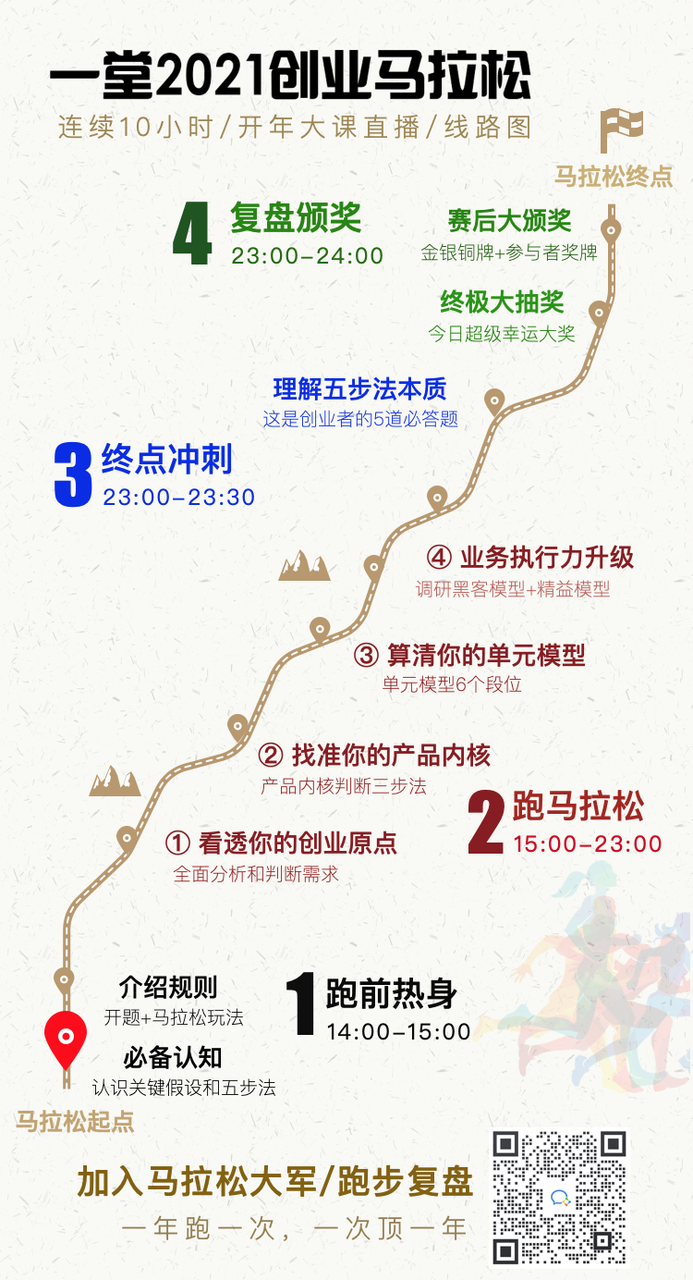 一堂2021创业马拉松
连续10小时/开年大课直播/线路图
马拉松终点
4 复盘颁奖
23:00-24:00
赛后大颁奖
金银铜牌+参与者奖牌
终极大抽奖
今日超级幸运大奖
理解五步法本质
这是创业者的5道必答题
3 终点冲刺
23:00-23:30
④ 业务执行力升级
调研黑客模型+精益模型
③ 算清你的单元模型
单元模型6个段位
② 找准你的产品内核
产品内核判断三步法
2 跑马拉松
15:00-23:00
① 看透你的创业原点
全面分析和判断需求
1 跑前热身
14:00-15:00
介绍规则
开题+马拉松玩法
必备认知
认识关键假设和五步法
马拉松起点
加入马拉松大军/跑步复盘
一年跑一次，一次顶一年